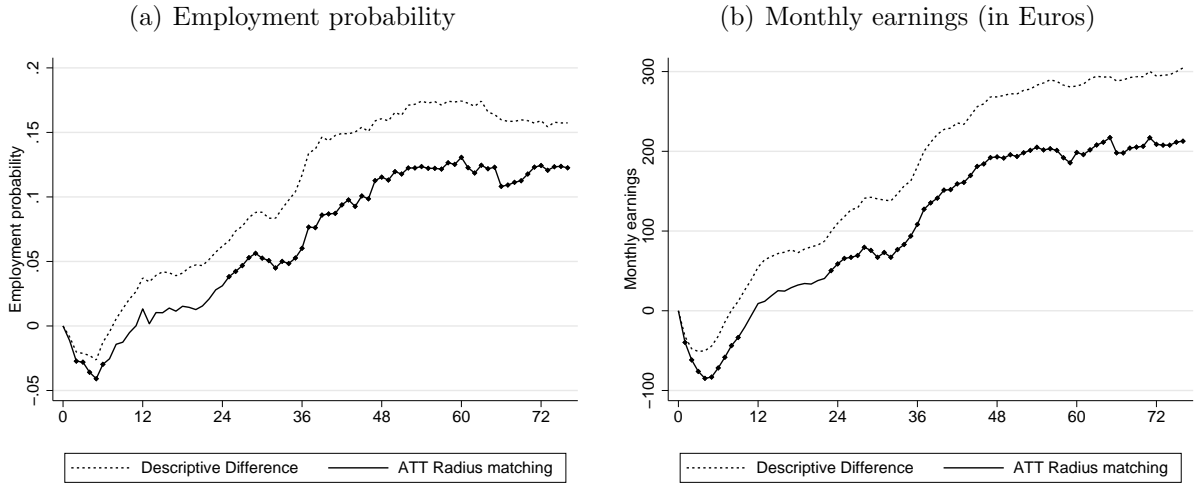 (a) Employment probability
.2
.15
.1
.05
0
-.05
Employment probability
0 12 24 36 48 60 72
Descriptive Difference ATT Radius matching
(b) Monthly earnings (in Euros)
300
200
100
0
-100
Monthly earnings
0 12 24 36 48 60 72
Descriptive Difference ATT Radius matching